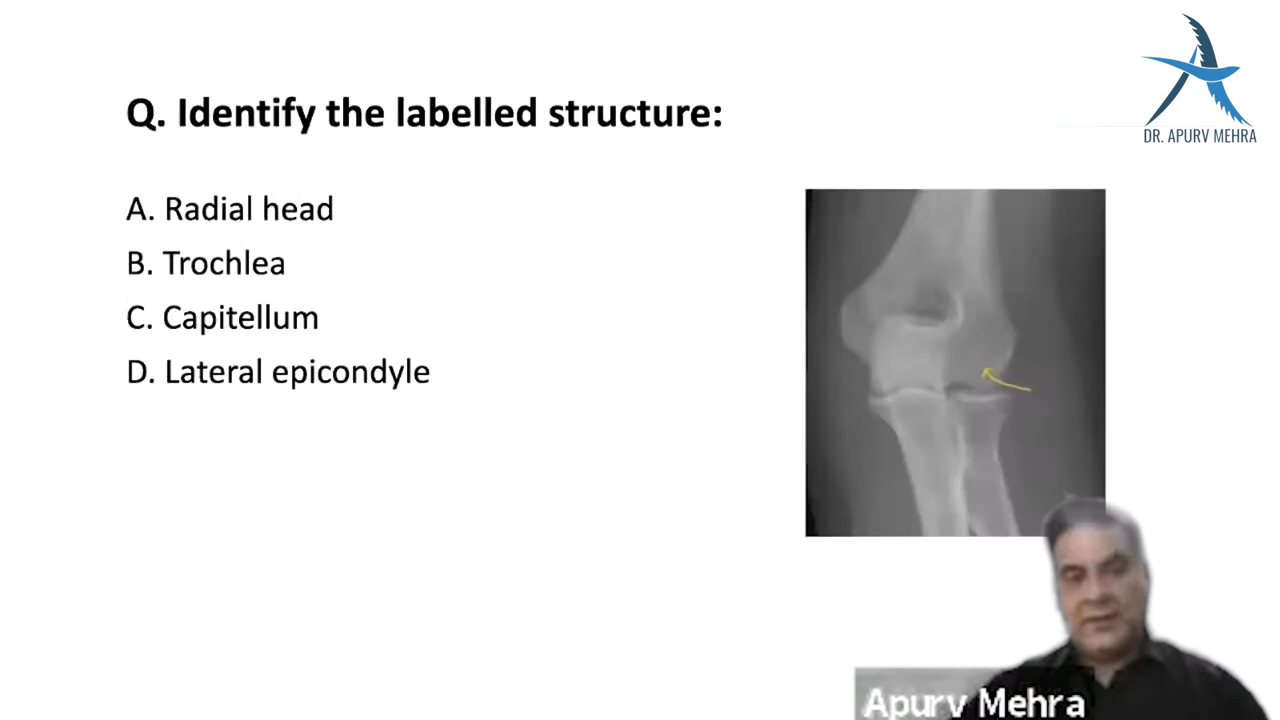 DR. APURV MEHRA
Q. Identify the labelled structure:
A. Radial head
B. Trochlea
C. Capitellum
D. Lateral epicondyle
Apurv Mehra